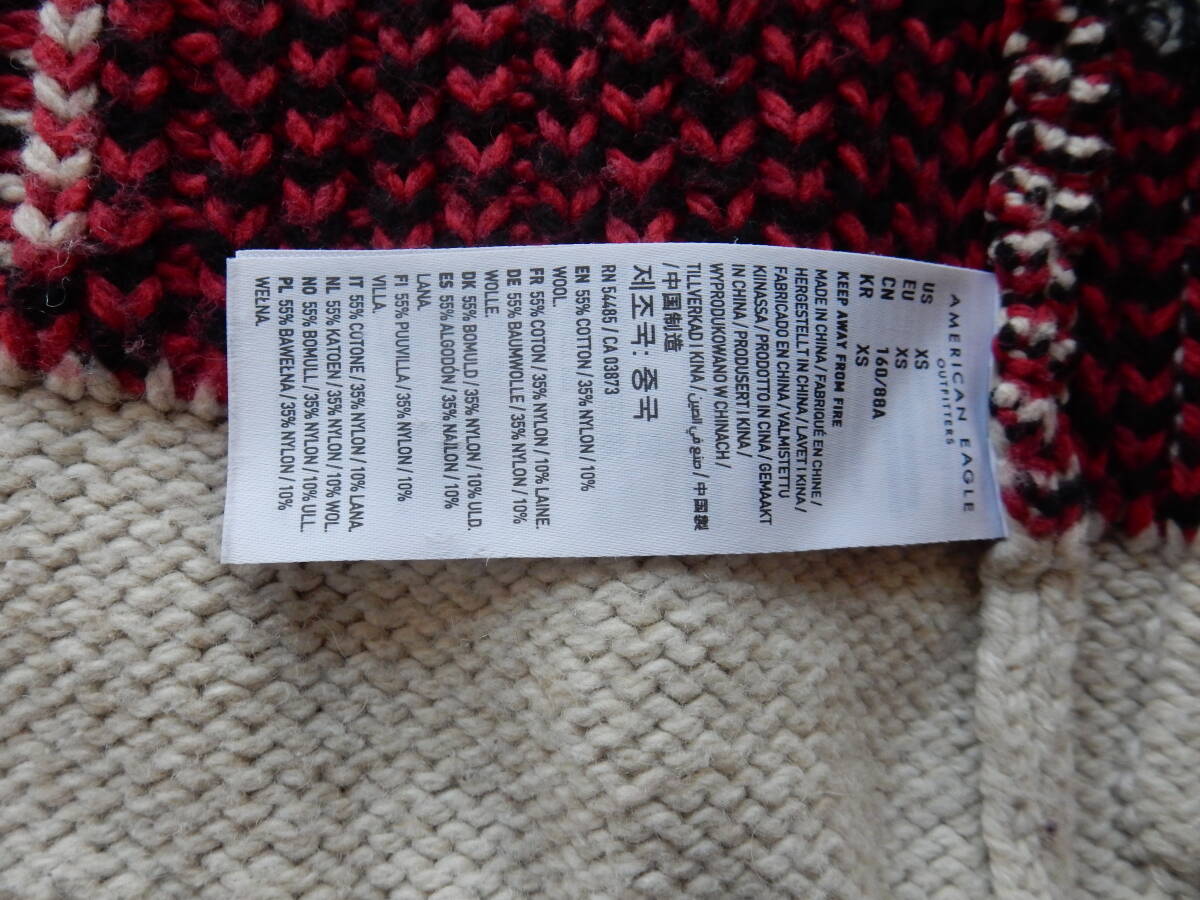 AMERICAN EAGLE
OUTFITTERS
US XS
EU XS
CN 160/88A
KR XS
KEEP AWAY FROM FIRE
MADE IN CHINA / FABRIQUÉ EN CHINE /
HERGESTELLT IN CHINA / LAVET I KINA /
FABRICADO EN CHINA / VALMISTETTU
KIINASSA / PRODOTTO IN CINA / GEMAAKT
IN CHINA / PRODUSERT I KINA /
WYPRODUKOWANO W CHINACH /
TILLVERKAD I KINA / صنع في الصين / 中國製
/ 中国制造
제조국: 중국
RN 54485 / CA 03873
EN 55% COTTON / 35% NYLON / 10%
WOOL.
FR 55% COTON / 35% NYLON / 10% LAINE.
DE 55% BAUMWOLLE / 35% NYLON / 10%
WOLLE.
DK 55% BOMULD / 35% NYLON / 10% ULD.
ES 55% ALGODÓN / 35% NAILON / 10%
LANA.
FI 55% PUUVILLA / 35% NYLON / 10%
VILLA.
IT 55% COTONE / 35% NYLON / 10% LANA.
NL 55% KATOEN / 35% NYLON / 10% WOL.
NO 55% BOMULL / 35% NYLON / 10% ULL.
PL 55% BAWEŁNA / 35% NYLON / 10%
WEŁNA.